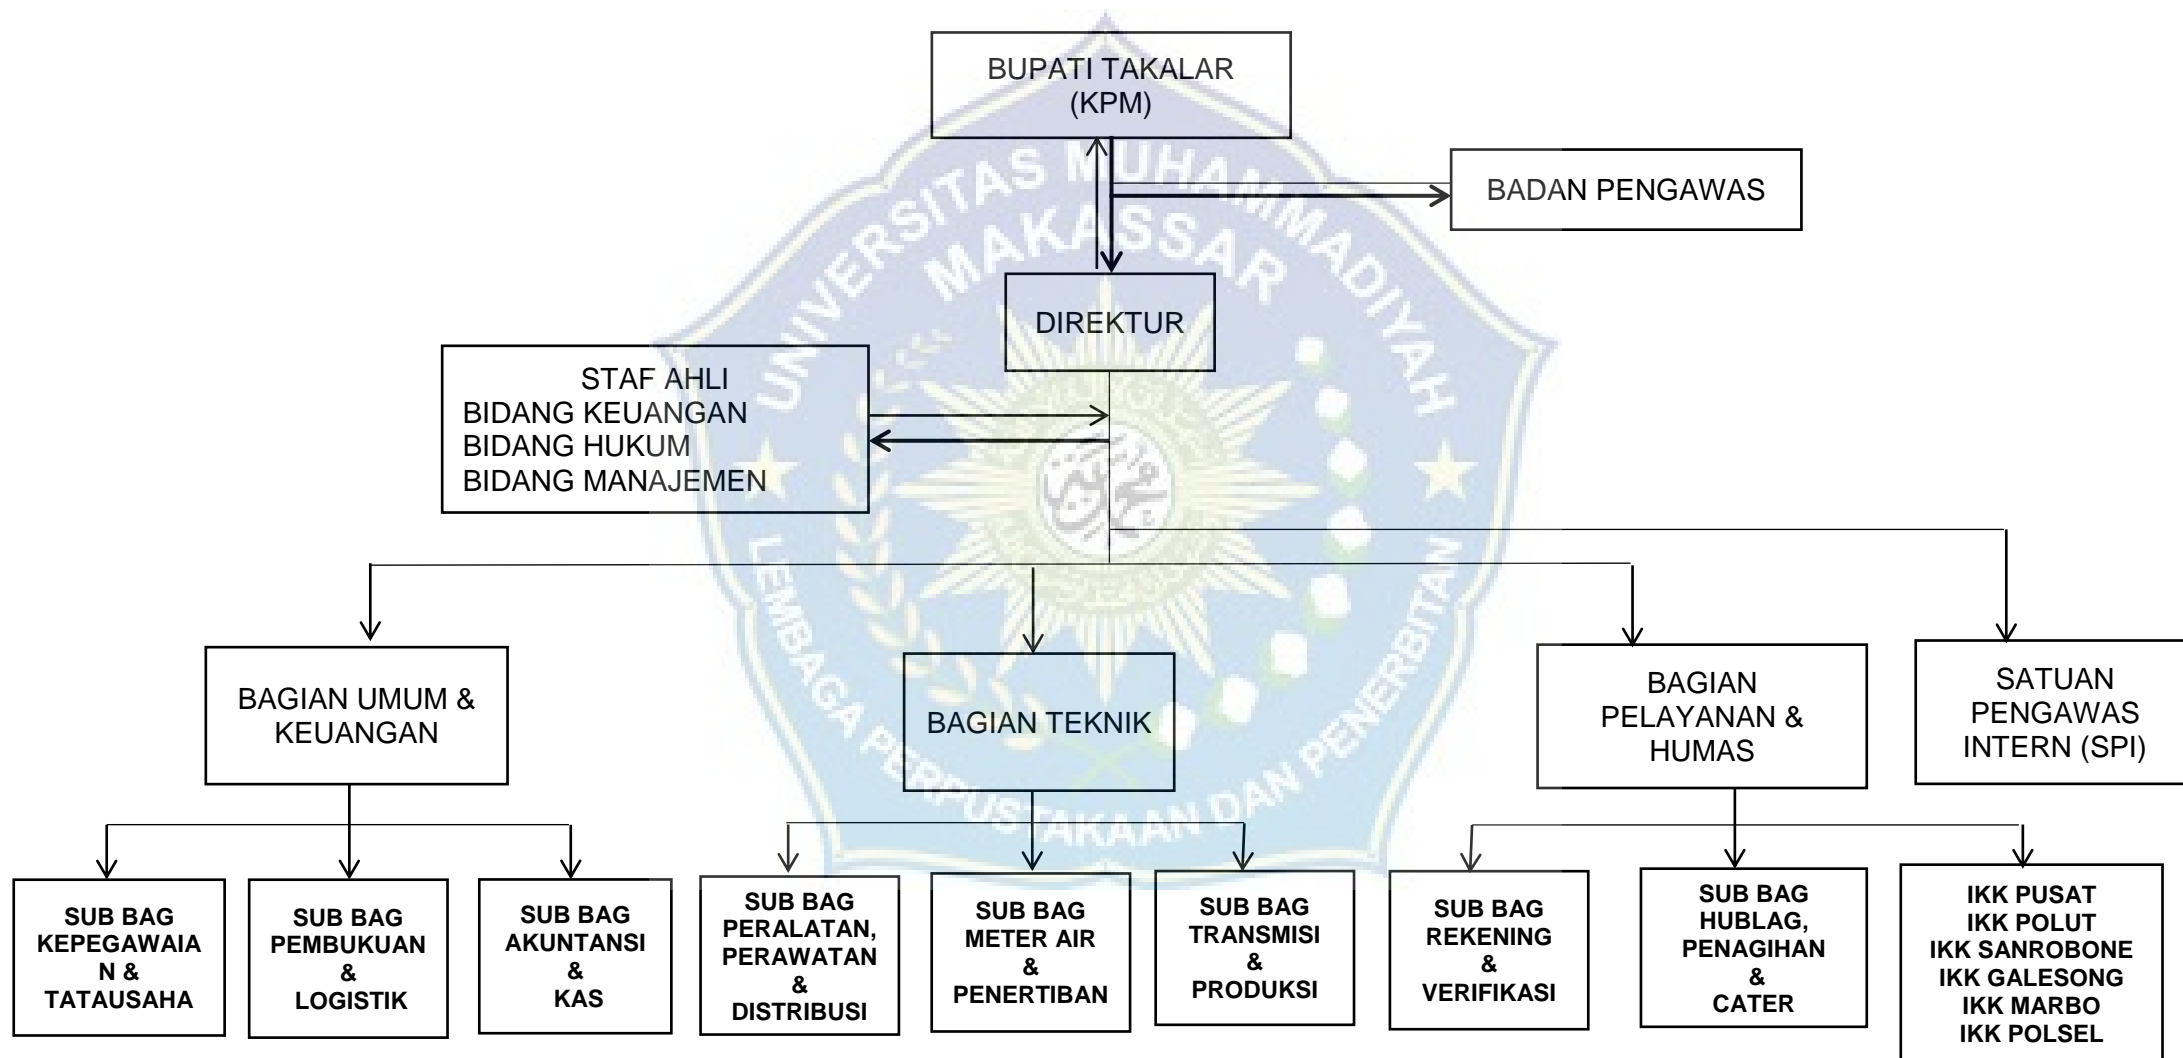 BUPATI TAKALAR
(KPM)
BADAN PENGAWAS
DIREKTUR
STAF AHLI
BIDANG KEUANGAN
BIDANG HUKUM
BIDANG MANAJEMEN
UNIVERSITAS MUHAMMADIYAH
MAKASSAR
LEMBAGA PERPUSTAKAAN DAN PENERBITAN
BAGIAN UMUM &
KEUANGAN
BAGIAN TEKNIK
BAGIAN
PELAYANAN &
HUMAS
SATUAN
PENGAWAS
INTERN (SPI)
SUB BAG
KEPEGAWAIA
N &
TATAUSAHA
SUB BAG
PEMBUKUAN
&
LOGISTIK
SUB BAG
AKUNTANSI
&
KAS
SUB BAG
PERALATAN,
PERAWATAN
&
DISTRIBUSI
SUB BAG
METER AIR
&
PENERTIBAN
SUB BAG
TRANSMISI
&
PRODUKSI
SUB BAG
REKENING
&
VERIFIKASI
SUB BAG
HUBLAG,
PENAGIHAN
&
CATER
IKK PUSAT
IKK POLUT
IKK SANROBONE
IKK GALESONG
IKK MARBO
IKK POLSEL